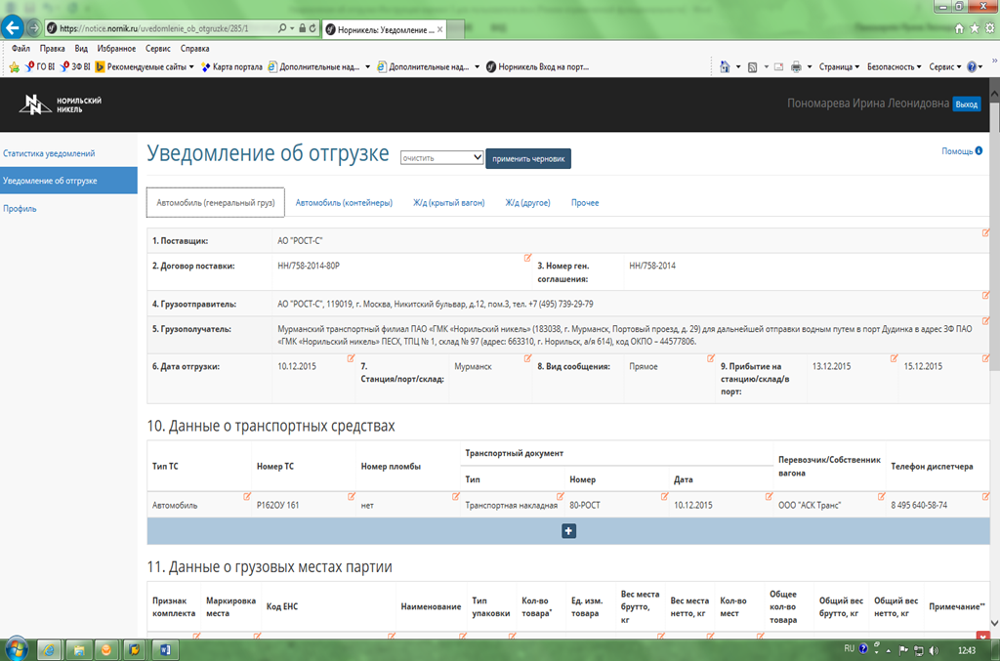 https://notice.nornik.ru/uvedomlenie_ob_otgruzke/285/1
Норникель: Уведомление ...
Файл Правка Вид Избранное Сервис Справка
ГО ВI ЗФ ВI Рекомендуемые сайты Карта портала Дополнительные над... Дополнительные над... Норникель Вход на порт...
Страница Безопасность Сервис
НОРИЛЬСКИЙ
НИКЕЛЬ
Пономарева Ирина Леонидовна Выход
Статистика уведомлений
Уведомление об отгрузке
Профиль
Уведомление об отгрузке очистить применить черновик Помощь
Автомобиль (генеральный груз) Автомобиль (контейнеры) Ж/д (крытый вагон) Ж/д (другое) Прочее
1. Поставщик: АО "РОСТ-С"
2. Договор поставки: НН/758-2014-80Р 3. Номер ген. соглашения: НН/758-2014
4. Грузоотправитель: АО "РОСТ-С", 119019, г. Москва, Никитский бульвар, д.12, пом.3, тел. +7 (495) 739-29-79
5. Грузополучатель: Мурманский транспортный филиал ПАО «ГМК «Норильский никель» (183038, г. Мурманск, Портовый проезд, д. 29) для дальнейшей отправки водным путем в порт Дудинка в адрес ЗФ ПАО
«ГМК «Норильский никель» ПЕСХ, ТПЦ № 1, склад № 97 (адрес: 663310, г. Норильск, а/я 614), код ОКПО – 44577806.
6. Дата отгрузки: 10.12.2015 7. Станция/порт/склад: Мурманск 8. Вид сообщения: Прямое 9. Прибытие на станцию/склад/в порт: 13.12.2015 15.12.2015
10. Данные о транспортных средствах
Тип ТС Номер ТС Номер пломбы Транспортный документ Перевозчик/Собственник вагона Телефон диспетчера
Тип Номер Дата
Автомобиль Р162ОУ 161 нет Транспортная накладная 80-РОСТ 10.12.2015 ООО "АСК Транс" 8 495 640-58-74
11. Данные о грузовых местах партии
Признак комплекта Маркировка места Код ЕНС Наименование Тип упаковки Кол-во товара* Ед. изм. товара Вес места брутто, кг Вес места нетто, кг Кол-во мест Общее кол-во товара Общий вес брутто, кг Общий вес нетто, кг Примечание**
RU 12:43